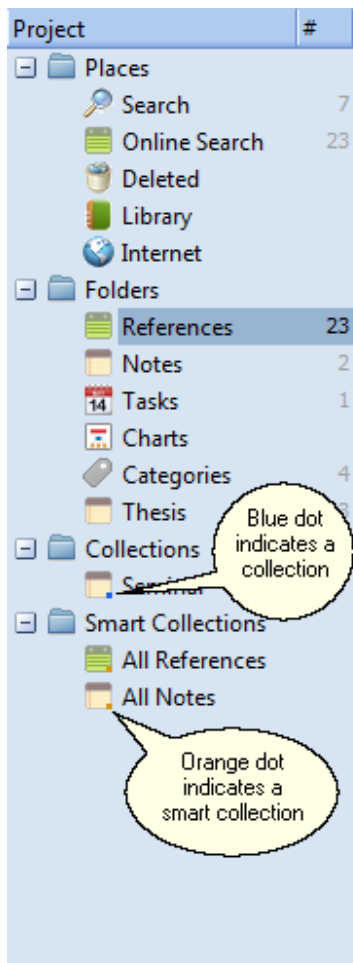 Project #
Places
Search 7
Online Search 23
Deleted
Library
Internet
Folders
References 23
Notes 2
14 Tasks 1
Charts
Categories 4
Thesis 3
Blue dot
indicates a
collection
Collections
Smart Collections
All References
All Notes
Orange dot
indicates a
smart collection